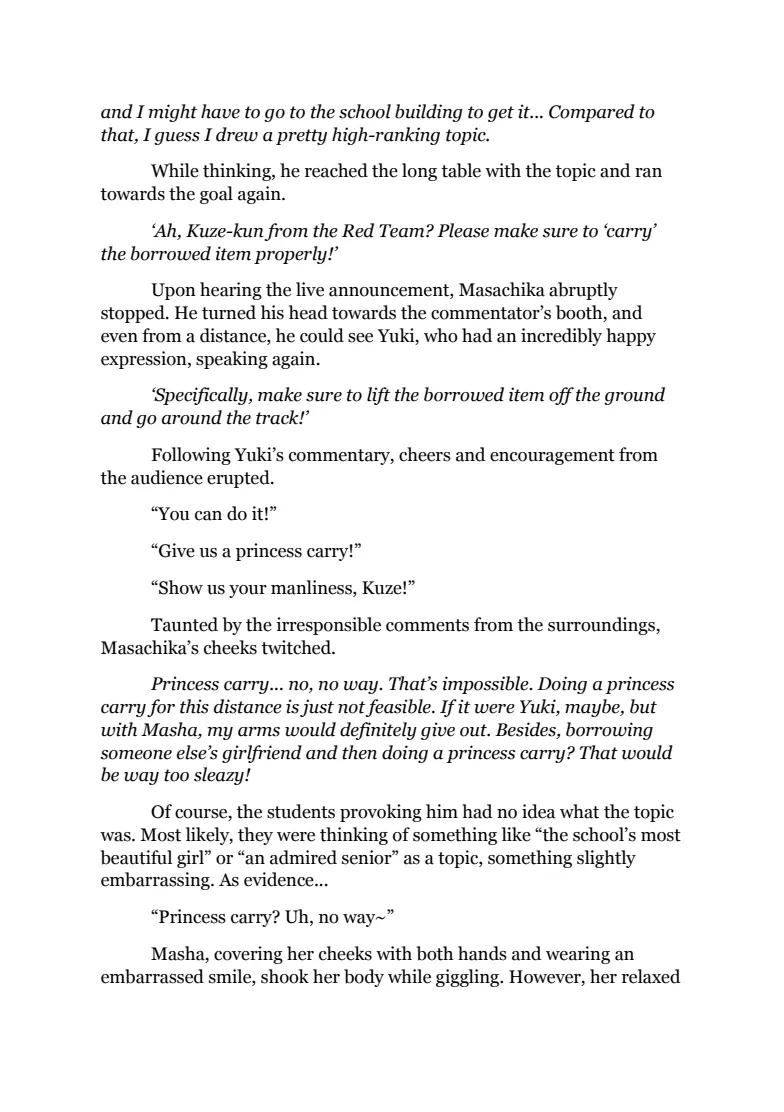 and I might have to go to the school building to get it... Compared to
that, I guess I drew a pretty high-ranking topic.
While thinking, he reached the long table with the topic and ran
towards the goal again.
‘Ah, Kuze-kun from the Red Team? Please make sure to ‘carry’
the borrowed item properly!’
Upon hearing the live announcement, Masachika abruptly
stopped. He turned his head towards the commentator’s booth, and
even from a distance, he could see Yuki, who had an incredibly happy
expression, speaking again.
‘Specifically, make sure to lift the borrowed item off the ground
and go around the track!’
Following Yuki’s commentary, cheers and encouragement from
the audience erupted.
“You can do it!”
“Give us a princess carry!”
“Show us your manliness, Kuze!”
Taunted by the irresponsible comments from the surroundings,
Masachika’s cheeks twitched.
Princess carry... no, no way. That’s impossible. Doing a princess
carry for this distance is just not feasible. If it were Yuki, maybe, but
with Masha, my arms would definitely give out. Besides, borrowing
someone else’s girlfriend and then doing a princess carry? That would
be way too sleazy!
Of course, the students provoking him had no idea what the topic
was. Most likely, they were thinking of something like “the school’s most
beautiful girl” or “an admired senior” as a topic, something slightly
embarrassing. As evidence...
“Princess carry? Uh, no way~”
Masha, covering her cheeks with both hands and wearing an
embarrassed smile, shook her body while giggling. However, her relaxed